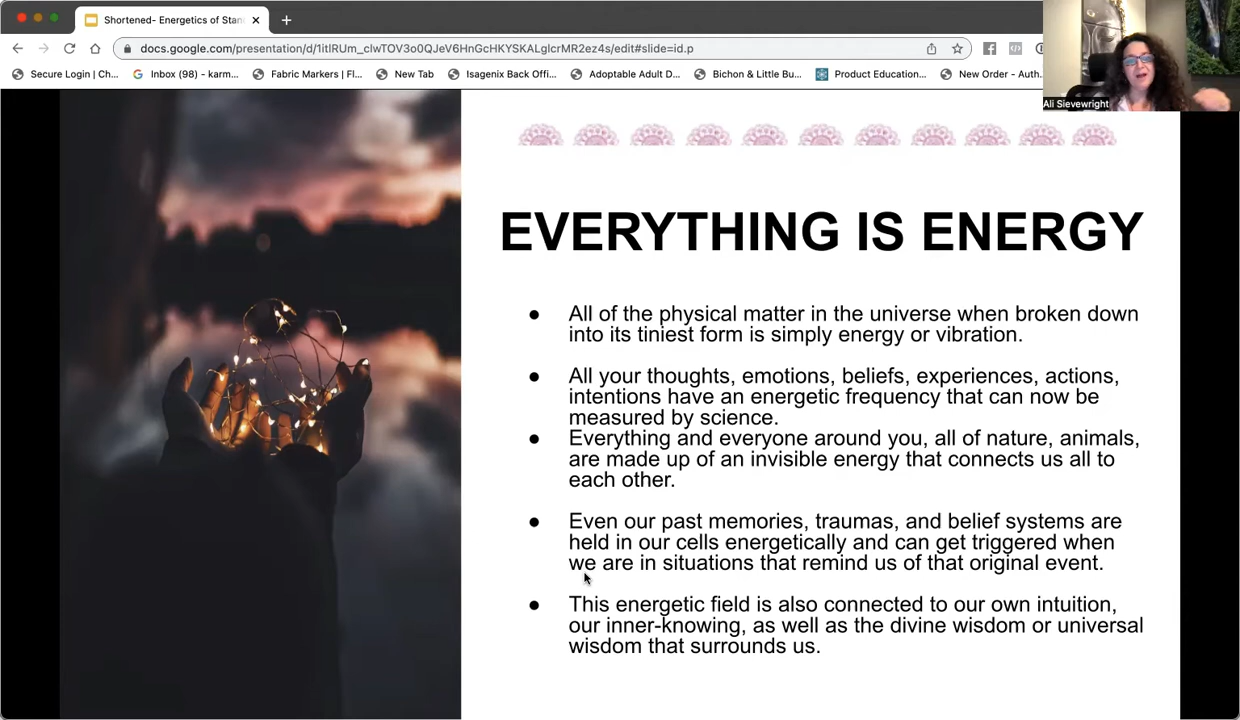 Shortened- Energetics of Stan
docs.google.com/presentation/d/1itlRUm_clwTOV3o0QJeV6HnGcHKYSKALglcrMR2ez4s/edit#slide=id.p
Secure Login | Ch...
Inbox (98) - karm...
Fabric Markers | Fl...
New Tab
Isagenix Back Offi...
Adoptable Adult D...
Bichon & Little Bu...
Product Education...
New Order - Auth...
Ali Sievewright
EVERYTHING IS ENERGY
● All of the physical matter in the universe when broken down
into its tiniest form is simply energy or vibration.
● All your thoughts, emotions, beliefs, experiences, actions,
intentions have an energetic frequency that can now be
measured by science.
● Everything and everyone around you, all of nature, animals,
are made up of an invisible energy that connects us all to
each other.
● Even our past memories, traumas, and belief systems are
held in our cells energetically and can get triggered when
we are in situations that remind us of that original event.
● This energetic field is also connected to our own intuition,
our inner-knowing, as well as the divine wisdom or universal
wisdom that surrounds us.